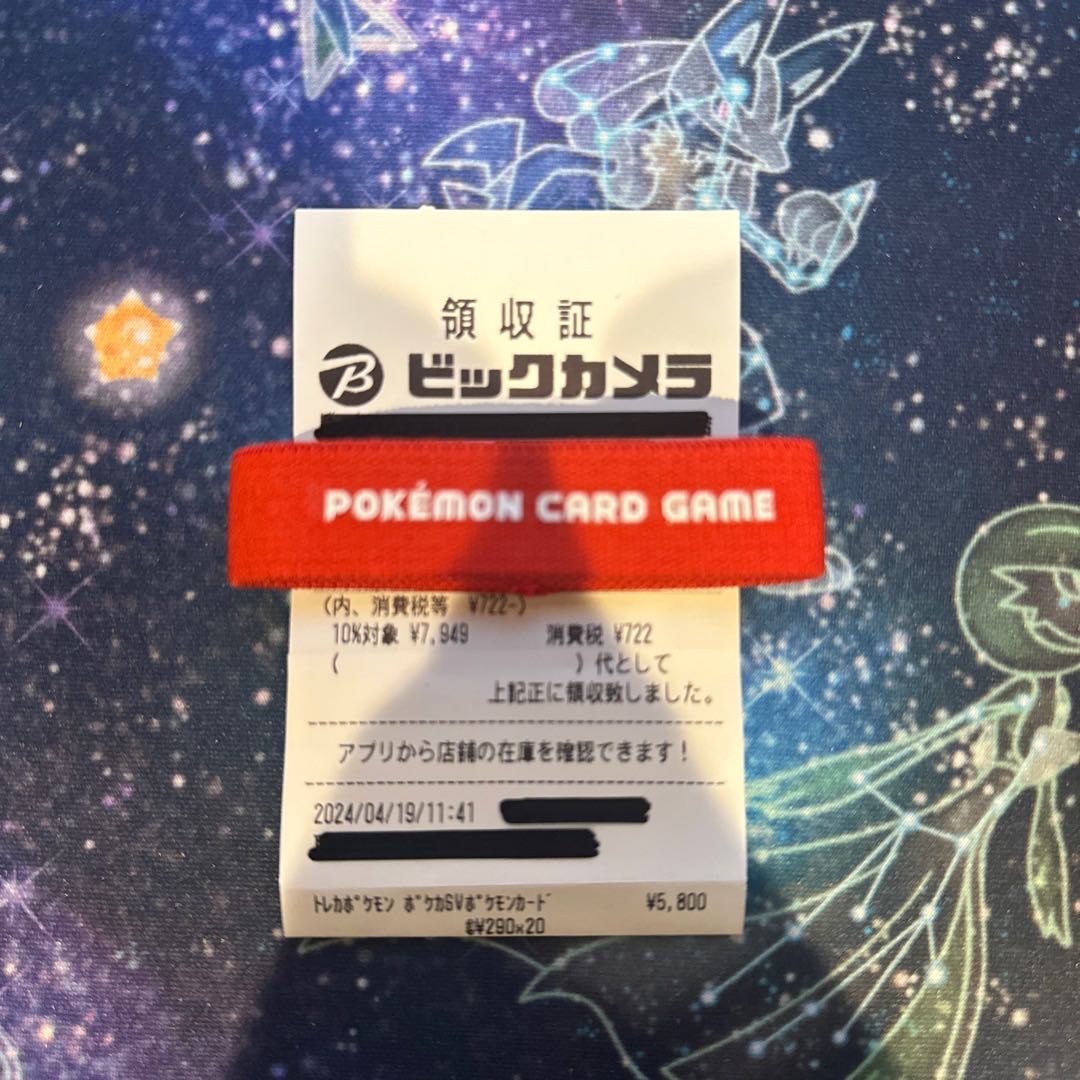 領収証
B ビックカメラ
POKÉMON CARD GAME
(内、消費税等 ¥722-)
10%対象 ¥7,949 消費税 ¥722
( ) 代として
上記正に領収致しました。
アプリから店舗の在庫を確認できます!
2024/04/19/11:41
トレカポケモン ポケカSVポケモンカード ¥5,800
¥290×20